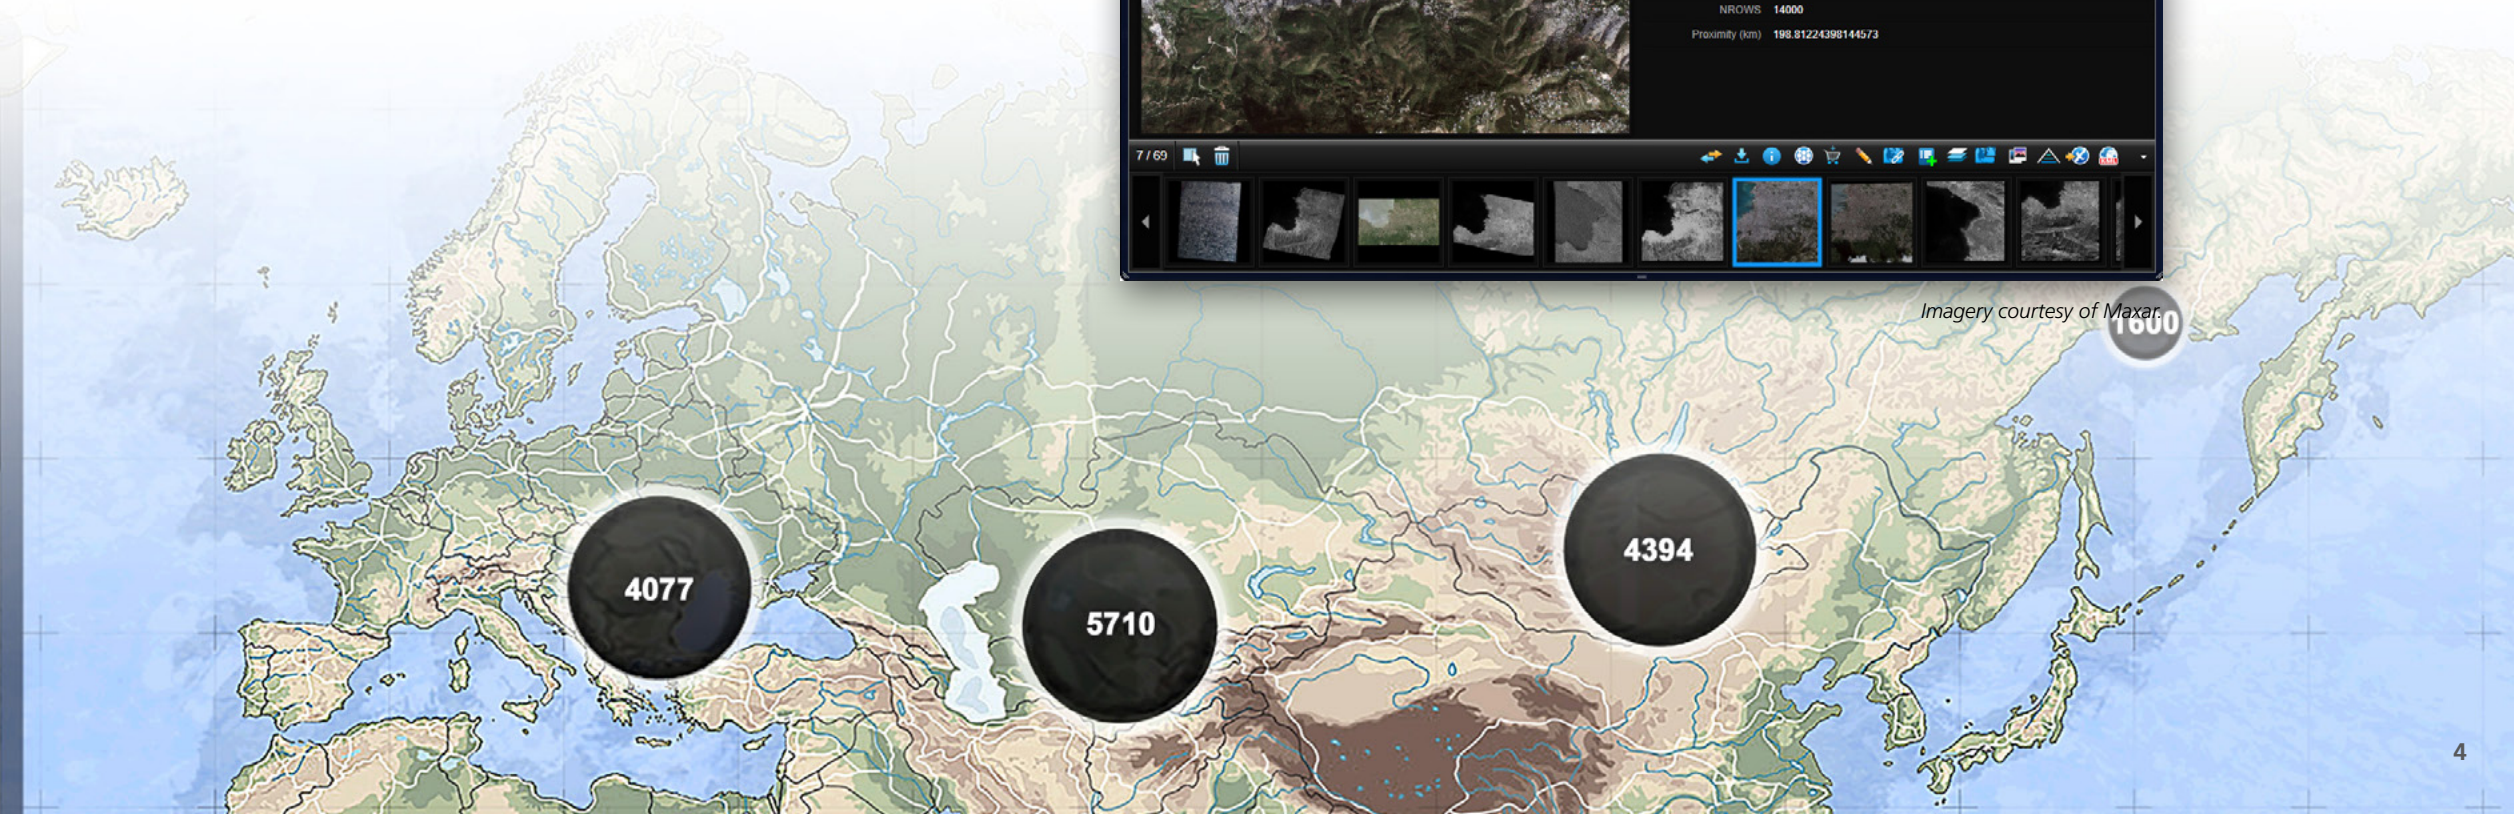 NROWS 14000
Proximity (km) 198.81224398144573
7 / 69
Imagery courtesy of Maxar.
1600
4394
4077
5710
4